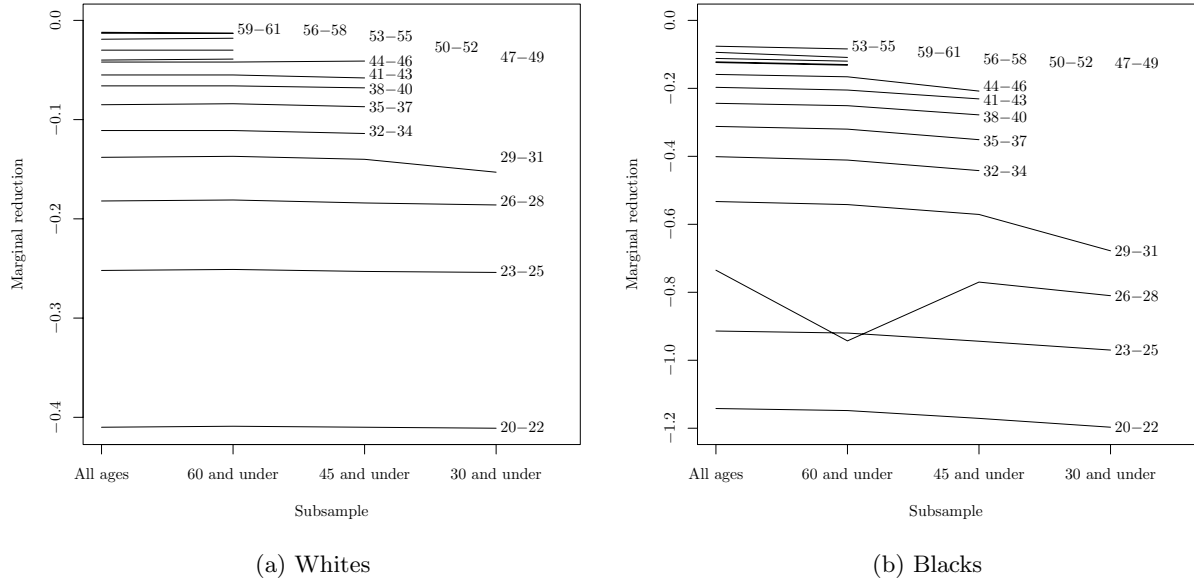 Marginal reduction
0.0
−0.1
−0.2
−0.3
−0.4
59−61
56−58
53−55
50−52
47−49
44−46
41−43
38−40
35−37
32−34
29−31
26−28
23−25
20−22
All ages
60 and under
45 and under
30 and under
Subsample
(a) Whites
Marginal reduction
0.0
−0.2
−0.4
−0.6
−0.8
−1.0
−1.2
53−55
59−61
56−58
50−52
47−49
44−46
41−43
38−40
35−37
32−34
29−31
26−28
23−25
20−22
All ages
60 and under
45 and under
30 and under
Subsample
(b) Blacks